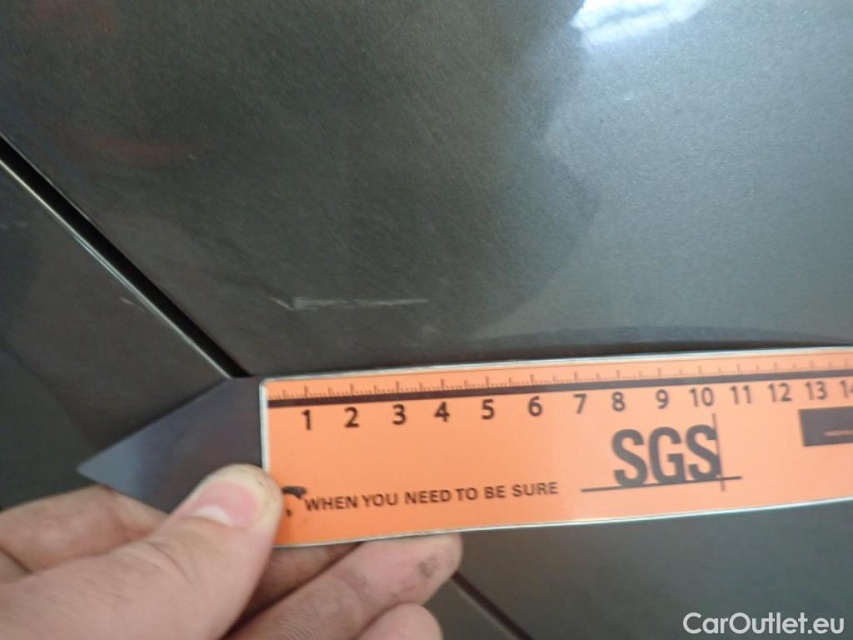 1 2 3 4 5 6 7 8 9 10 11 12 13 14
SGS
WHEN YOU NEED TO BE SURE
CarOutlet.eu